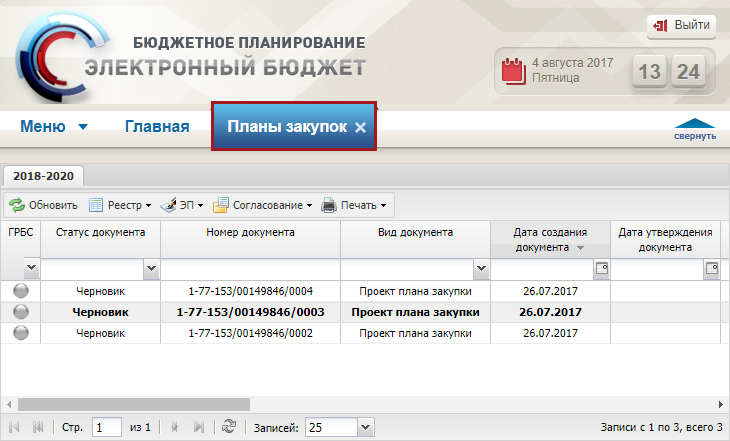 Выйти
БЮДЖЕТНОЕ ПЛАНИРОВАНИЕ
ЭЛЕКТРОННЫЙ БЮДЖЕТ
4 августа 2017
Пятница
13 24
Меню Главная Планы закупок
свернуть
2018-2020
Обновить Реестр ЭП Согласование Печать
ГРБС Статус документа Номер документа Вид документа Дата создания документа Дата утверждения документа
Черновик 1-77-153/00149846/0004 Проект плана закупки 26.07.2017
Черновик 1-77-153/00149846/0003 Проект плана закупки 26.07.2017
Черновик 1-77-153/00149846/0002 Проект плана закупки 26.07.2017
Стр. 1 из 1 Записей: 25 Записи с 1 по 3, всего 3